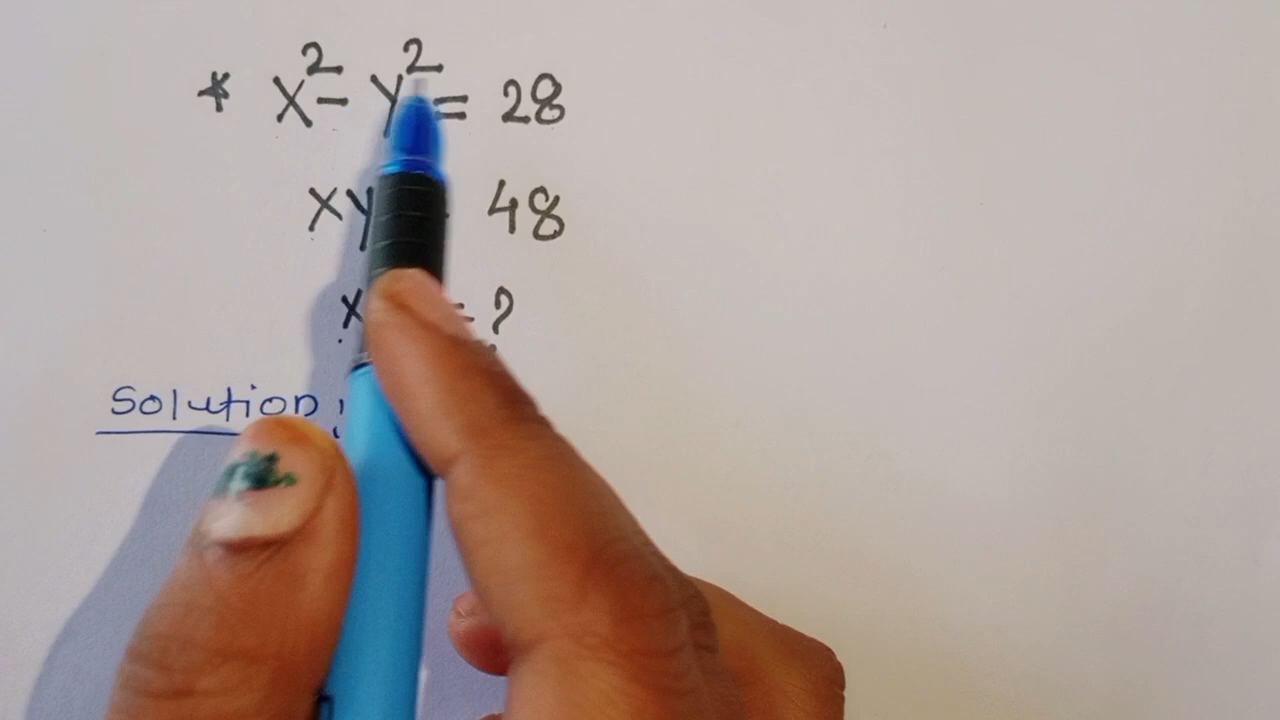 * x² - y² = 28
xy 48
x = ?
Solution: